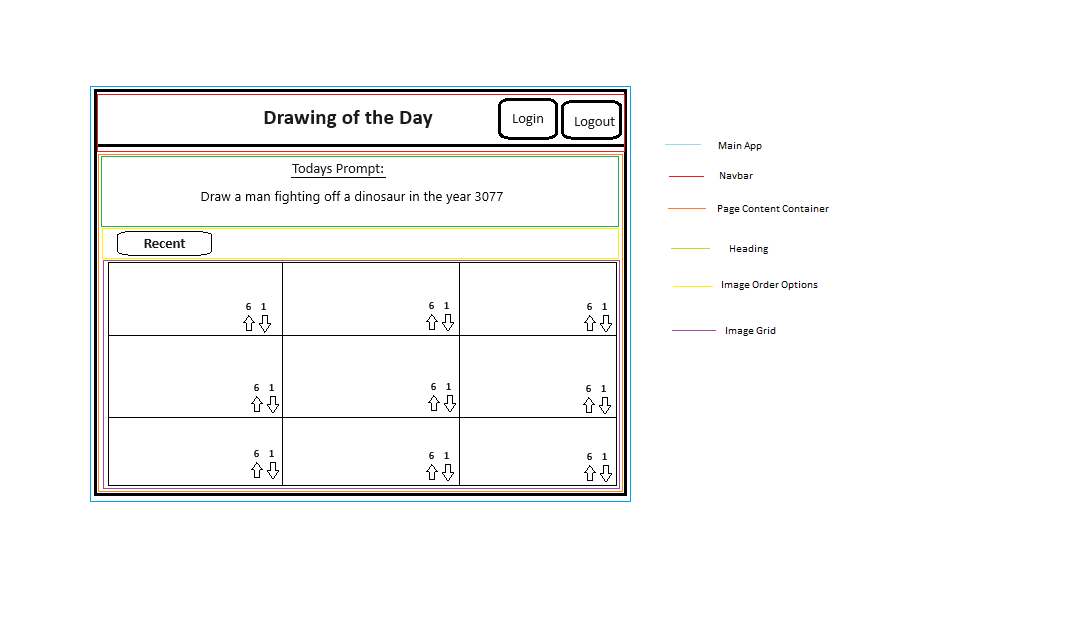 Drawing of the Day
Login
Logout
Todays Prompt:
Draw a man fighting off a dinosaur in the year 3077
Recent
6 1
6 1
6 1
6 1
6 1
6 1
6 1
6 1
6 1
Main App
Navbar
Page Content Container
Heading
Image Order Options
Image Grid